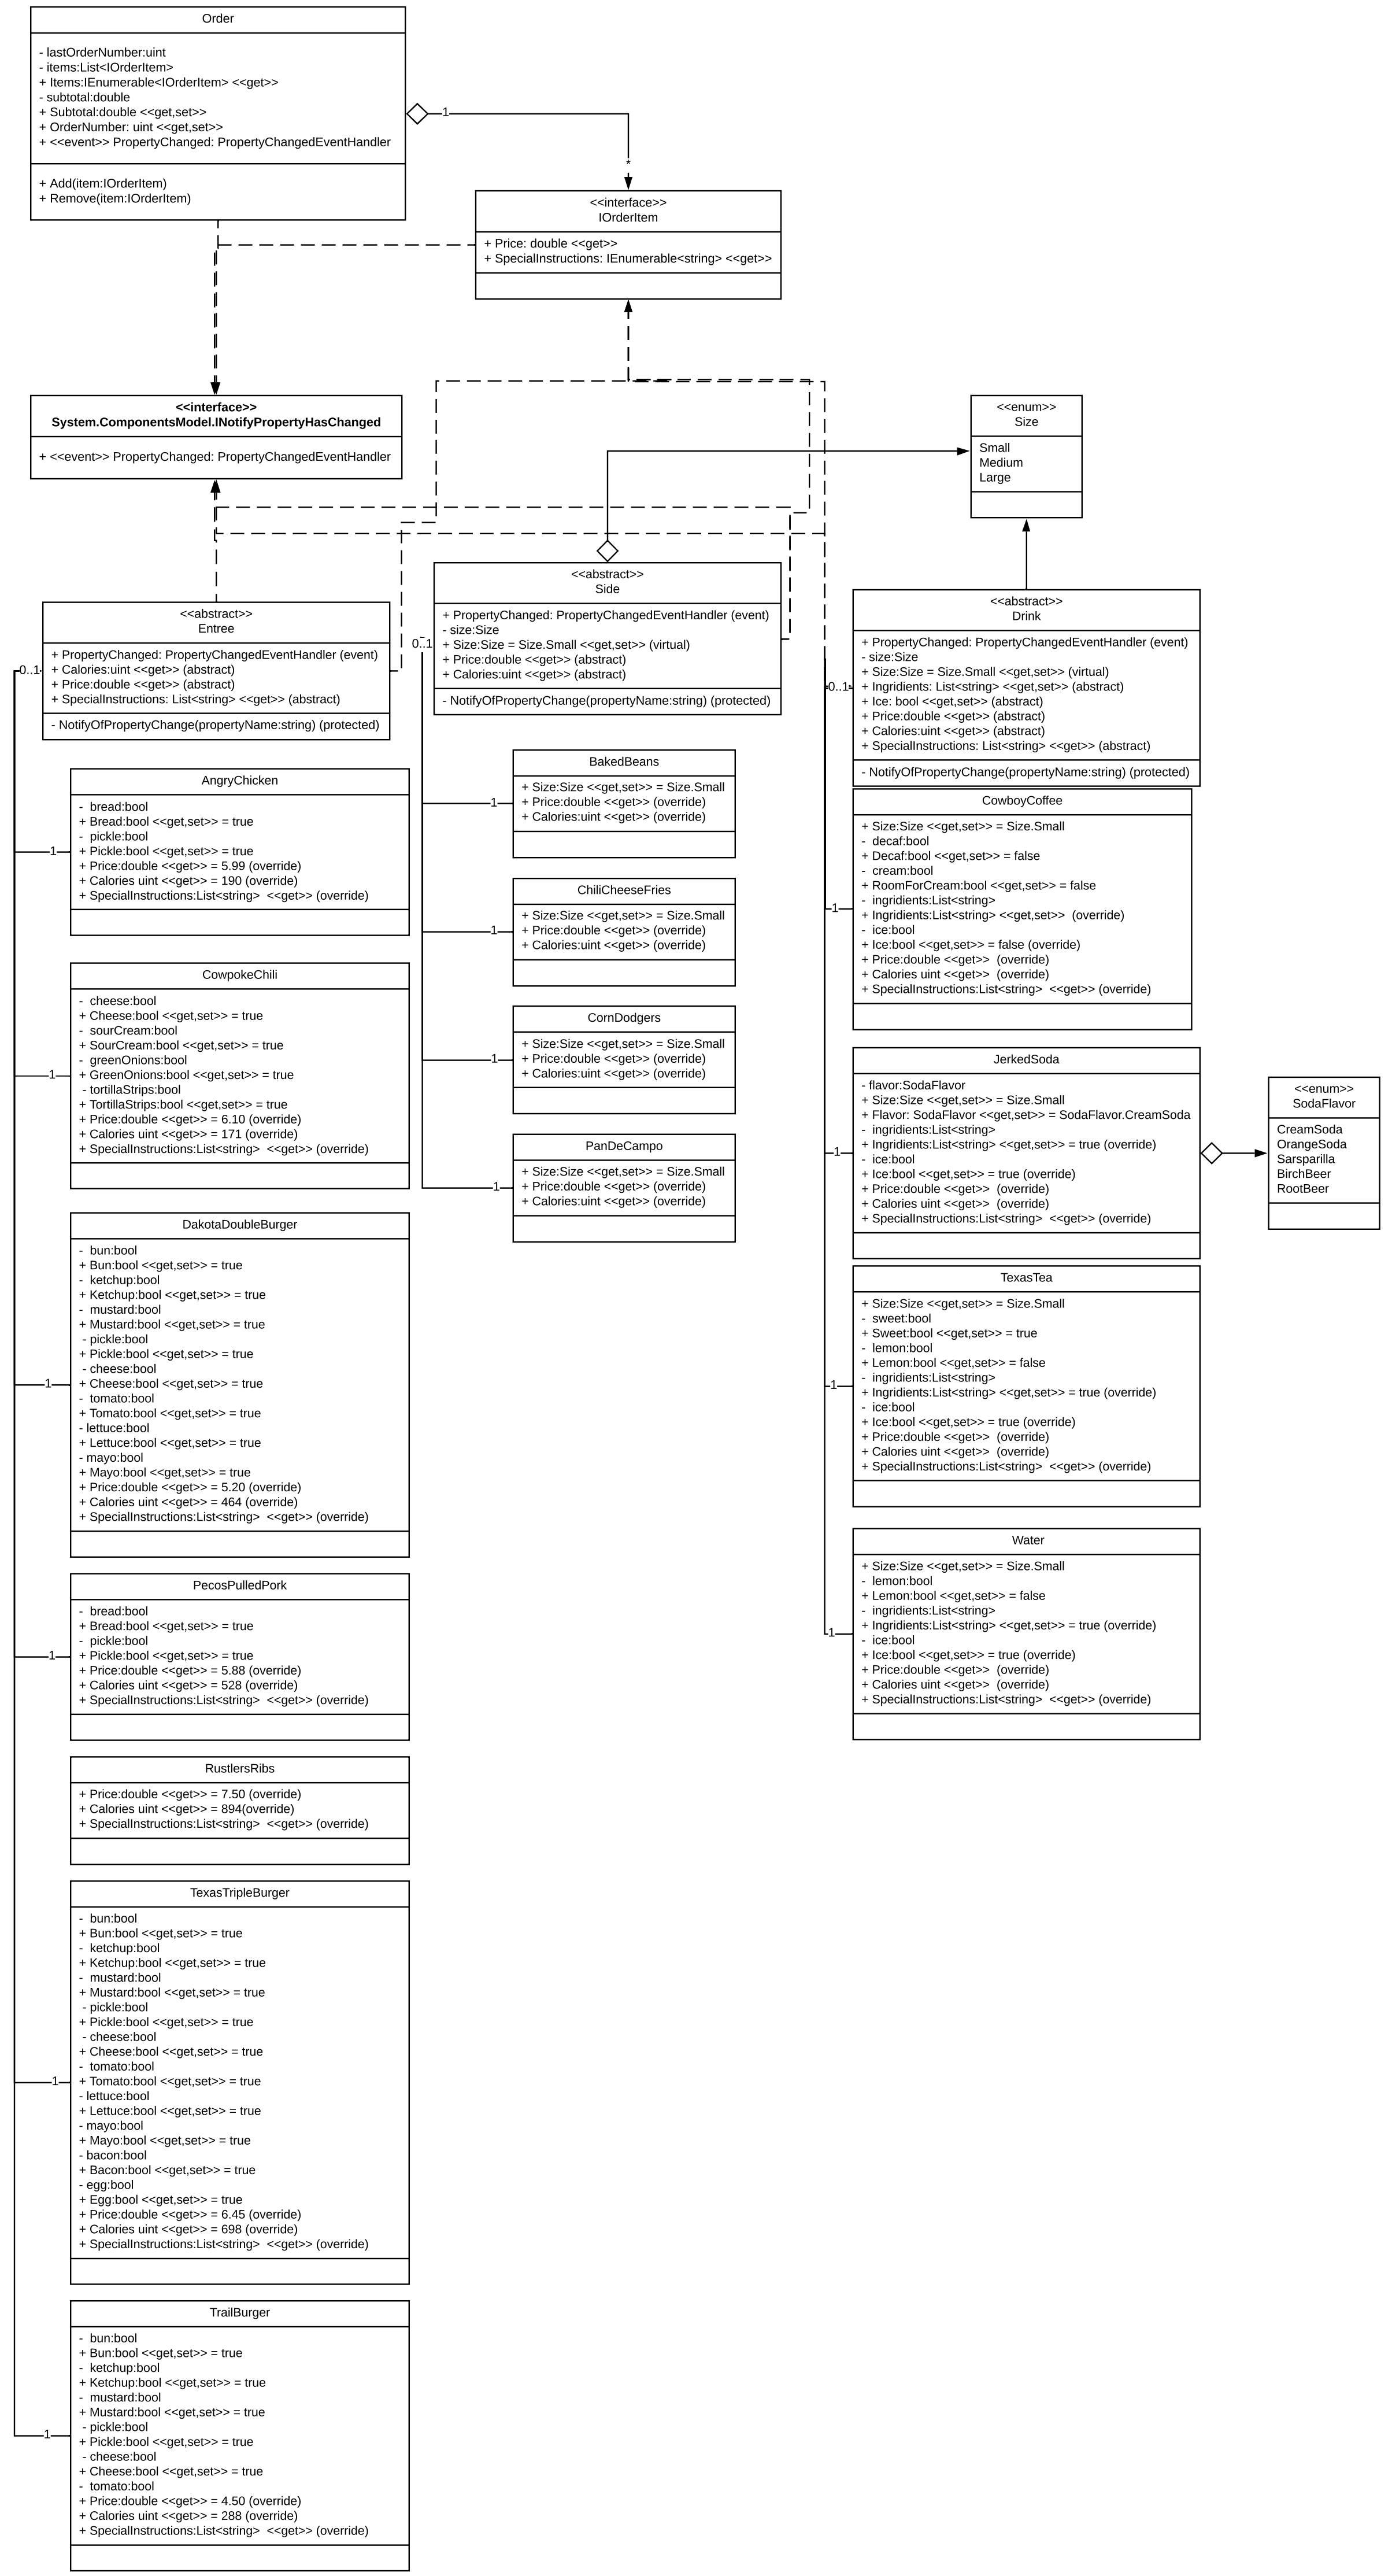 Order
- lastOrderNumber:uint
- items:List<IOrderItem>
+ Items:IEnumerable<IOrderItem> <<get>>
- subtotal:double
+ Subtotal:double <<get,set>>
+ OrderNumber: uint <<get,set>>
+ <<event>> PropertyChanged: PropertyChangedEventHandler
+ Add(item:IOrderItem)
+ Remove(item:IOrderItem)
1
*
<<interface>>
IOrderItem
+ Price: double <<get>>
+ SpecialInstructions: IEnumerable<string> <<get>>
<<interface>>
System.ComponentsModel.INotifyPropertyHasChanged
+ <<event>> PropertyChanged: PropertyChangedEventHandler
<<enum>>
Size
Small
Medium
Large
<<abstract>>
Entree
+ PropertyChanged: PropertyChangedEventHandler (event)
+ Calories:uint <<get>> (abstract)
+ Price:double <<get>> (abstract)
+ SpecialInstructions: List<string> <<get>> (abstract)
- NotifyOfPropertyChange(propertyName:string) (protected)
0..1
<<abstract>>
Side
+ PropertyChanged: PropertyChangedEventHandler (event)
- size:Size
+ Size:Size = Size.Small <<get,set>> (virtual)
+ Price:double <<get>> (abstract)
+ Calories:uint <<get>> (abstract)
- NotifyOfPropertyChange(propertyName:string) (protected)
0..1
<<abstract>>
Drink
+ PropertyChanged: PropertyChangedEventHandler (event)
- size:Size
+ Size:Size = Size.Small <<get,set>> (virtual)
+ Ingridients: List<string> <<get,set>> (abstract)
+ Ice: bool <<get,set>> (abstract)
+ Price:double <<get>> (abstract)
+ Calories:uint <<get>> (abstract)
+ SpecialInstructions: List<string> <<get>> (abstract)
- NotifyOfPropertyChange(propertyName:string) (protected)
0..1
AngryChicken
- bread:bool
+ Bread:bool <<get,set>> = true
- pickle:bool
+ Pickle:bool <<get,set>> = true
+ Price:double <<get>> = 5.99 (override)
+ Calories uint <<get>> = 190 (override)
+ SpecialInstructions:List<string> <<get>> (override)
1
CowpokeChili
- cheese:bool
+ Cheese:bool <<get,set>> = true
- sourCream:bool
+ SourCream:bool <<get,set>> = true
- greenOnions:bool
+ GreenOnions:bool <<get,set>> = true
- tortillaStrips:bool
+ TortillaStrips:bool <<get,set>> = true
+ Price:double <<get>> = 6.10 (override)
+ Calories uint <<get>> = 171 (override)
+ SpecialInstructions:List<string> <<get>> (override)
1
DakotaDoubleBurger
- bun:bool
+ Bun:bool <<get,set>> = true
- ketchup:bool
+ Ketchup:bool <<get,set>> = true
- mustard:bool
+ Mustard:bool <<get,set>> = true
- pickle:bool
+ Pickle:bool <<get,set>> = true
- cheese:bool
+ Cheese:bool <<get,set>> = true
- tomato:bool
+ Tomato:bool <<get,set>> = true
- lettuce:bool
+ Lettuce:bool <<get,set>> = true
- mayo:bool
+ Mayo:bool <<get,set>> = true
+ Price:double <<get>> = 5.20 (override)
+ Calories uint <<get>> = 464 (override)
+ SpecialInstructions:List<string> <<get>> (override)
1
PecosPulledPork
- bread:bool
+ Bread:bool <<get,set>> = true
- pickle:bool
+ Pickle:bool <<get,set>> = true
+ Price:double <<get>> = 5.88 (override)
+ Calories uint <<get>> = 528 (override)
+ SpecialInstructions:List<string> <<get>> (override)
1
RustlersRibs
+ Price:double <<get>> = 7.50 (override)
+ Calories uint <<get>> = 894(override)
+ SpecialInstructions:List<string> <<get>> (override)
TexasTripleBurger
- bun:bool
+ Bun:bool <<get,set>> = true
- ketchup:bool
+ Ketchup:bool <<get,set>> = true
- mustard:bool
+ Mustard:bool <<get,set>> = true
- pickle:bool
+ Pickle:bool <<get,set>> = true
- cheese:bool
+ Cheese:bool <<get,set>> = true
- tomato:bool
+ Tomato:bool <<get,set>> = true
- lettuce:bool
+ Lettuce:bool <<get,set>> = true
- mayo:bool
+ Mayo:bool <<get,set>> = true
- bacon:bool
+ Bacon:bool <<get,set>> = true
- egg:bool
+ Egg:bool <<get,set>> = true
+ Price:double <<get>> = 6.45 (override)
+ Calories uint <<get>> = 698 (override)
+ SpecialInstructions:List<string> <<get>> (override)
1
TrailBurger
- bun:bool
+ Bun:bool <<get,set>> = true
- ketchup:bool
+ Ketchup:bool <<get,set>> = true
- mustard:bool
+ Mustard:bool <<get,set>> = true
- pickle:bool
+ Pickle:bool <<get,set>> = true
- cheese:bool
+ Cheese:bool <<get,set>> = true
- tomato:bool
+ Price:double <<get>> = 4.50 (override)
+ Calories uint <<get>> = 288 (override)
+ SpecialInstructions:List<string> <<get>> (override)
1
BakedBeans
+ Size:Size <<get,set>> = Size.Small
+ Price:double <<get>> (override)
+ Calories:uint <<get>> (override)
1
ChiliCheeseFries
+ Size:Size <<get,set>> = Size.Small
+ Price:double <<get>> (override)
+ Calories:uint <<get>> (override)
1
CornDodgers
+ Size:Size <<get,set>> = Size.Small
+ Price:double <<get>> (override)
+ Calories:uint <<get>> (override)
1
PanDeCampo
+ Size:Size <<get,set>> = Size.Small
+ Price:double <<get>> (override)
+ Calories:uint <<get>> (override)
1
CowboyCoffee
+ Size:Size <<get,set>> = Size.Small
- decaf:bool
+ Decaf:bool <<get,set>> = false
- cream:bool
+ RoomForCream:bool <<get,set>> = false
- ingridients:List<string>
+ Ingridients:List<string> <<get,set>> (override)
- ice:bool
+ Ice:bool <<get,set>> = false (override)
+ Price:double <<get>> (override)
+ Calories uint <<get>> (override)
+ SpecialInstructions:List<string> <<get>> (override)
1
JerkedSoda
- flavor:SodaFlavor
+ Size:Size <<get,set>> = Size.Small
+ Flavor: SodaFlavor <<get,set>> = SodaFlavor.CreamSoda
- ingridients:List<string>
+ Ingridients:List<string> <<get,set>> = true (override)
- ice:bool
+ Ice:bool <<get,set>> = true (override)
+ Price:double <<get>> (override)
+ Calories uint <<get>> (override)
+ SpecialInstructions:List<string> <<get>> (override)
1
<<enum>>
SodaFlavor
CreamSoda
OrangeSoda
Sarsparilla
BirchBeer
RootBeer
TexasTea
+ Size:Size <<get,set>> = Size.Small
- sweet:bool
+ Sweet:bool <<get,set>> = true
- lemon:bool
+ Lemon:bool <<get,set>> = false
- ingridients:List<string>
+ Ingridients:List<string> <<get,set>> = true (override)
- ice:bool
+ Ice:bool <<get,set>> = true (override)
+ Price:double <<get>> (override)
+ Calories uint <<get>> (override)
+ SpecialInstructions:List<string> <<get>> (override)
1
Water
+ Size:Size <<get,set>> = Size.Small
- lemon:bool
+ Lemon:bool <<get,set>> = false
- ingridients:List<string>
+ Ingridients:List<string> <<get,set>> = true (override)
- ice:bool
+ Ice:bool <<get,set>> = true (override)
+ Price:double <<get>> (override)
+ Calories uint <<get>> (override)
+ SpecialInstructions:List<string> <<get>> (override)
1